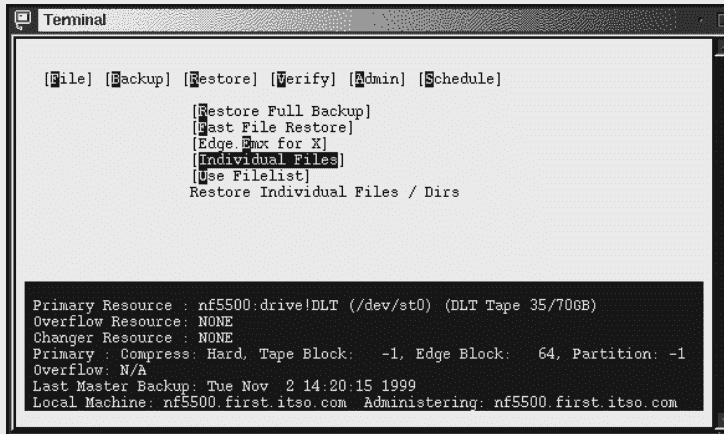 Terminal
[File] [Backup] [Restore] [Verify] [Admin] [Schedule]
[Restore Full Backup]
[Fast File Restore]
[Edge.Emx for X]
[Individual Files]
[Use Filelist]
Restore Individual Files / Dirs
Primary Resource : nf5500:drive!DLT (/dev/st0) (DLT Tape 35/70GB)
Overflow Resource: NONE
Changer Resource : NONE
Primary : Compress: Hard, Tape Block: -1, Edge Block: 64, Partition: -1
Overflow: N/A
Last Master Backup: Tue Nov 2 14:20:15 1999
Local Machine: nf5500.first.itso.com Administering: nf5500.first.itso.com